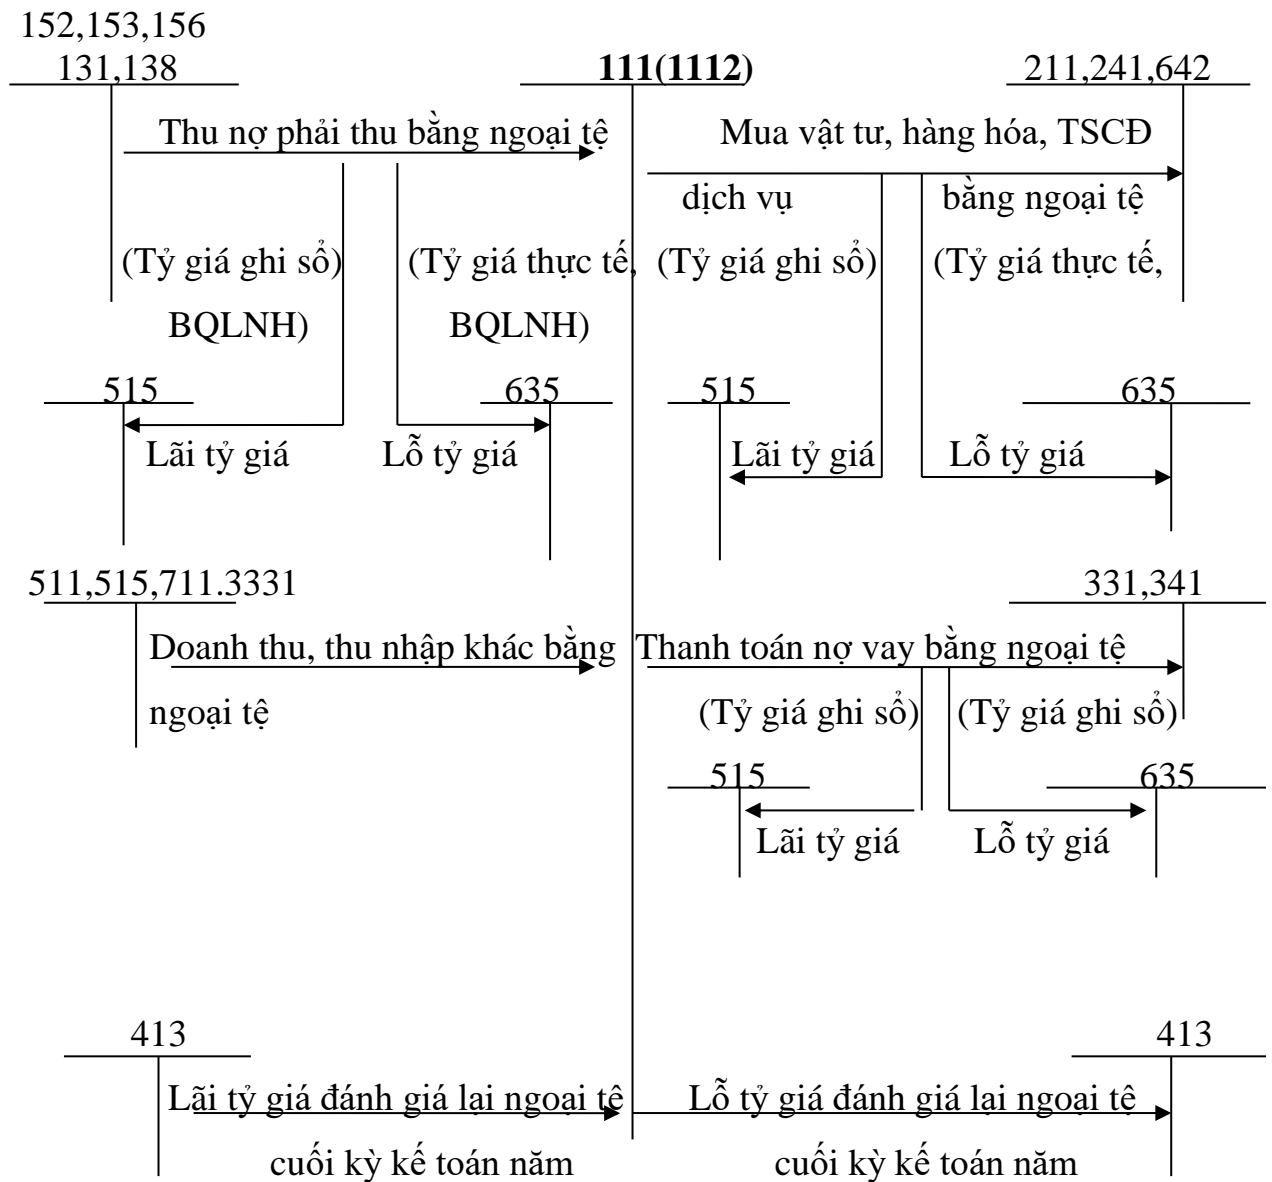 152,153,156
131,138
111(1112)
211,241,642
Thu nợ phải thu bằng ngoại tệ
Mua vật tư, hàng hóa, TSCĐ
dịch vụ
bằng ngoại tệ
(Tỷ giá ghi sổ)
(Tỷ giá thực tế,
(Tỷ giá ghi sổ)
(Tỷ giá thực tế,
BQLNH)
BQLNH)
515
635
515
635
Lãi tỷ giá
Lỗ tỷ giá
Lãi tỷ giá
Lỗ tỷ giá
511,515,711.3331
331,341
Doanh thu, thu nhập khác bằng
Thanh toán nợ vay bằng ngoại tệ
ngoại tệ
(Tỷ giá ghi sổ)
(Tỷ giá ghi sổ)
515
635
Lãi tỷ giá
Lỗ tỷ giá
413
413
Lãi tỷ giá đánh giá lại ngoại tê
Lỗ tỷ giá đánh giá lại ngoại tệ
cuối kỳ kế toán năm
cuối kỳ kế toán năm